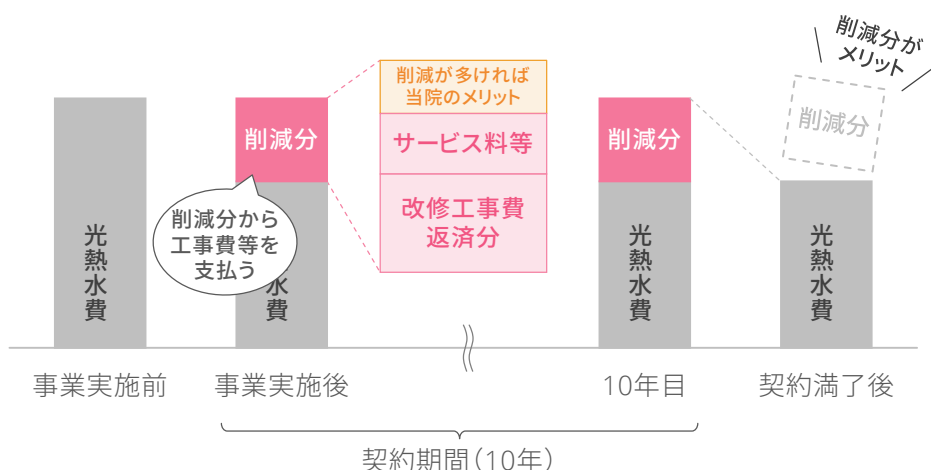 削減分が
メリット
削減が多ければ
当院のメリット
削減分
サービス料等
削減分
削減分
改修工事費
返済分
削減分から
工事費等を
支払う
光熱水費
水費
光熱水費
光熱水費
事業実施前
事業実施後
10年目
契約満了後
契約期間(10年)